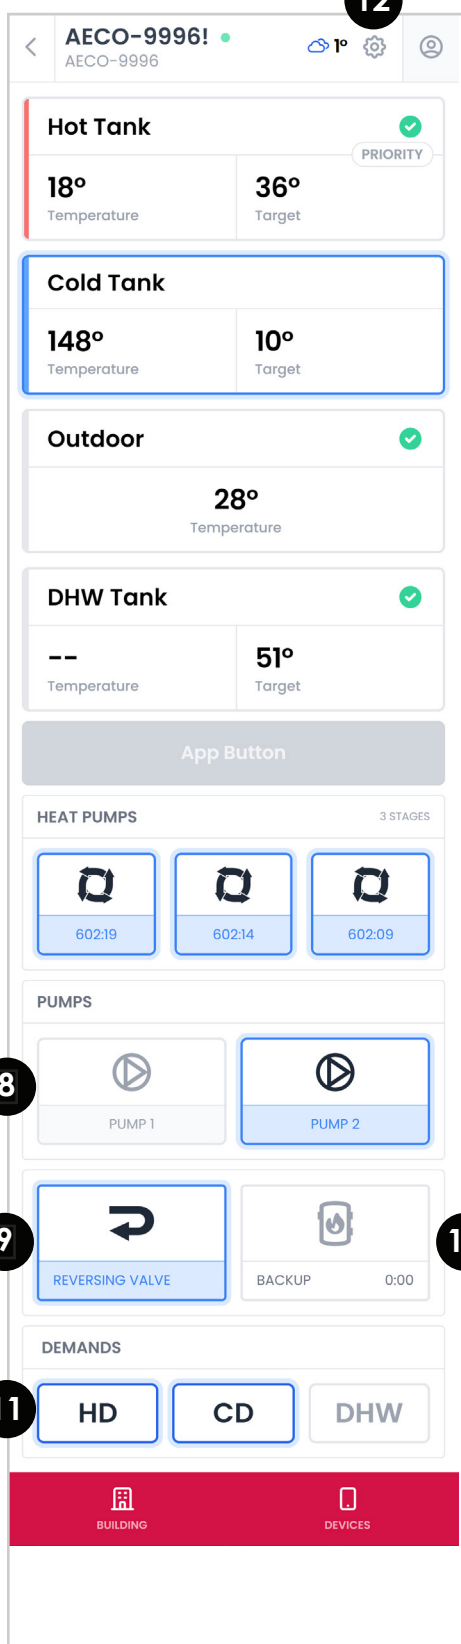 12
AECO-9996!
1°
AECO-9996
Hot Tank
PRIORITY
18° 36°
Temperature Target
Cold Tank
148° 10°
Temperature Target
Outdoor
28°
Temperature
DHW Tank
-- 51°
Temperature Target
App Button
HEAT PUMPS 3 STAGES
602:19 602:14 602:09
PUMPS
8
PUMP 1 PUMP 2
9
REVERSING VALVE BACKUP 0:00
DEMANDS
11 HD CD DHW
BUILDING DEVICES